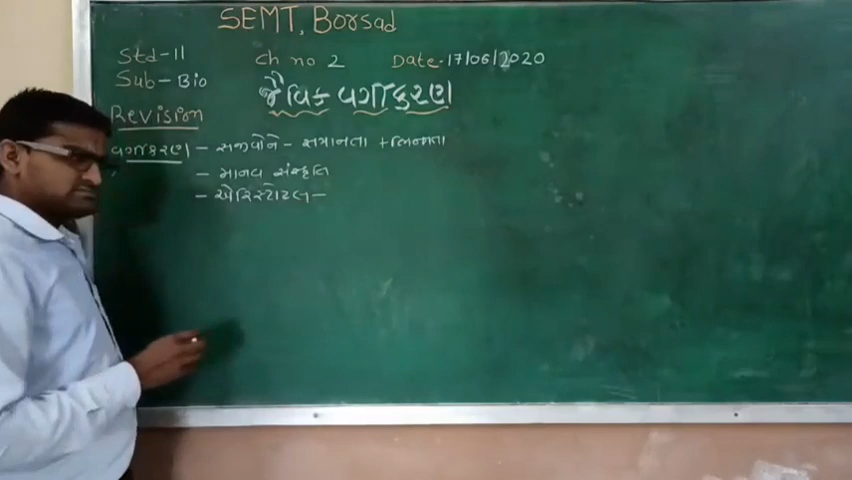 SEMT, Borsad
Std-11 Ch no 2 Date-17/06/2020
Sub-Bio
જૈવિક વર્ગીકરણ
Revision
વર્ગીકરણ - સજીવોને - સમાનતા + ભિન્નતા
- માનવ સંસ્કૃતિ
- એરિસ્ટોટલ -